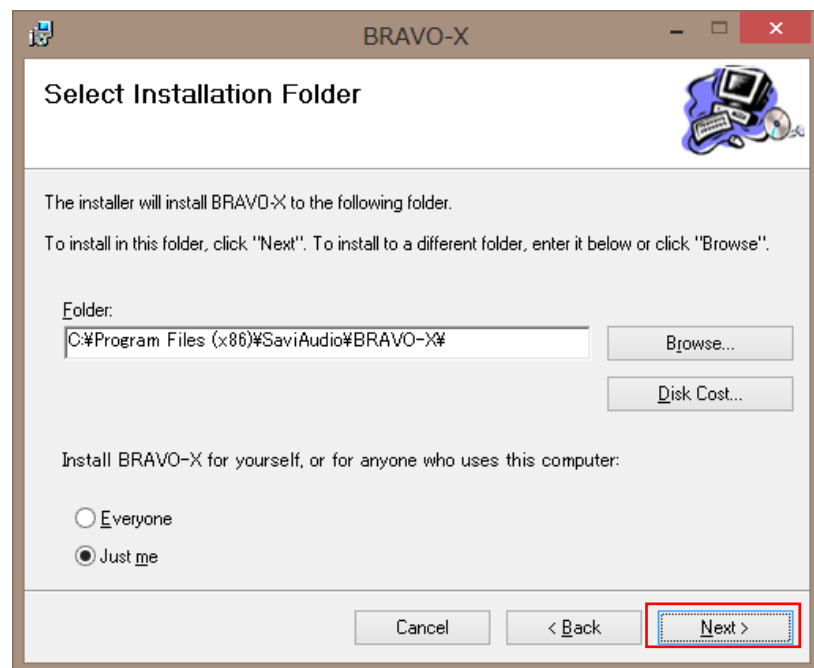 BRAVO-X
Select Installation Folder
The installer will install BRAVO-X to the following folder.
To install in this folder, click "Next". To install to a different folder, enter it below or click "Browse".
Folder:
C:¥Program Files (x86)¥SaviAudio¥BRAVO-X¥
Browse...
Disk Cost...
Install BRAVO-X for yourself, or for anyone who uses this computer:
Everyone
Just me
Cancel
< Back
Next >